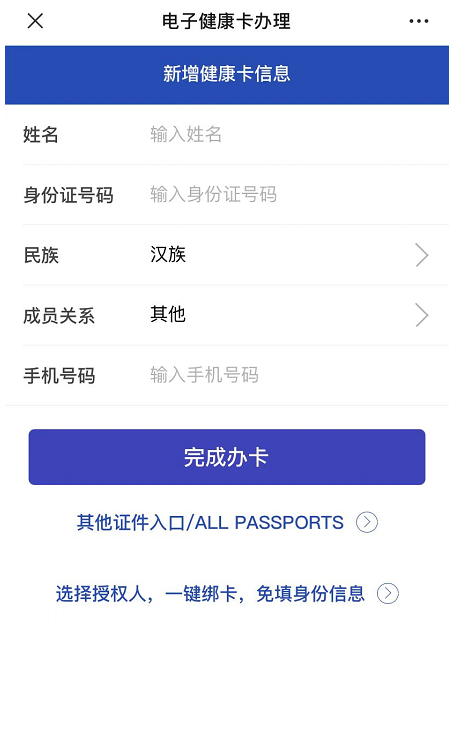 电子健康卡办理
新增健康卡信息
姓名 输入姓名
身份证号码 输入身份证号码
民族 汉族
成员关系 其他
手机号码 输入手机号码
完成办卡
其他证件入口/ALL PASSPORTS
选择授权人，一键绑卡，免填身份信息